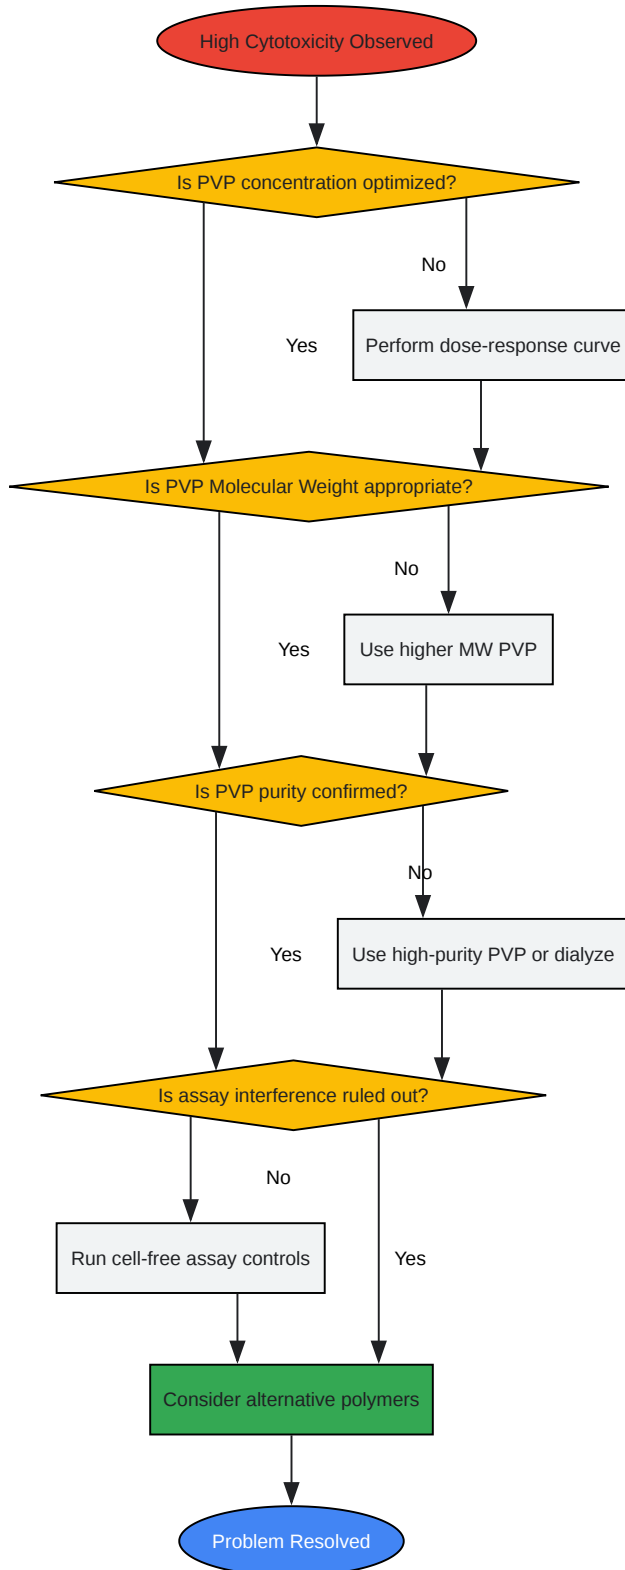 High Cytotoxicity Observed
Is PVP concentration optimized?
No
Yes
Perform dose-response curve
Is PVP Molecular Weight appropriate?
No
Yes
Use higher MW PVP
Is PVP purity confirmed?
No
Yes
Use high-purity PVP or dialyze
Is assay interference ruled out?
No
Run cell-free assay controls
Yes
Consider alternative polymers
Problem Resolved